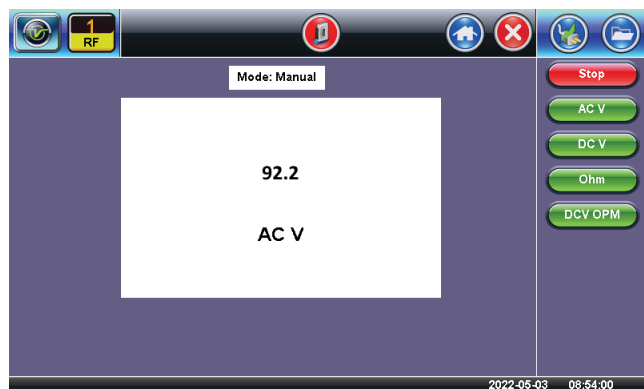 1
RF
Mode: Manual
Stop
AC V
92.2
DC V
Ohm
AC V
DCV OPM
2022-05-03 08:54:00